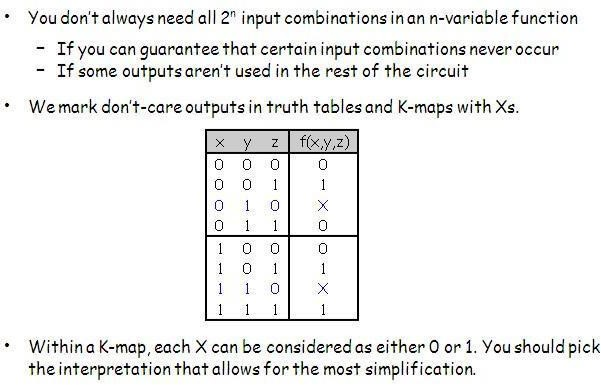 • You don't always need all 2ⁿ input combinations in an n-variable function
– If you can guarantee that certain input combinations never occur
– If some outputs aren't used in the rest of the circuit
• We mark don't-care outputs in truth tables and K-maps with Xs.
x y z f(x,y,z)
0 0 0 0
0 0 1 1
0 1 0 X
0 1 1 0
1 0 0 0
1 0 1 1
1 1 0 X
1 1 1 1
• Within a K-map, each X can be considered as either 0 or 1. You should pick
the interpretation that allows for the most simplification.